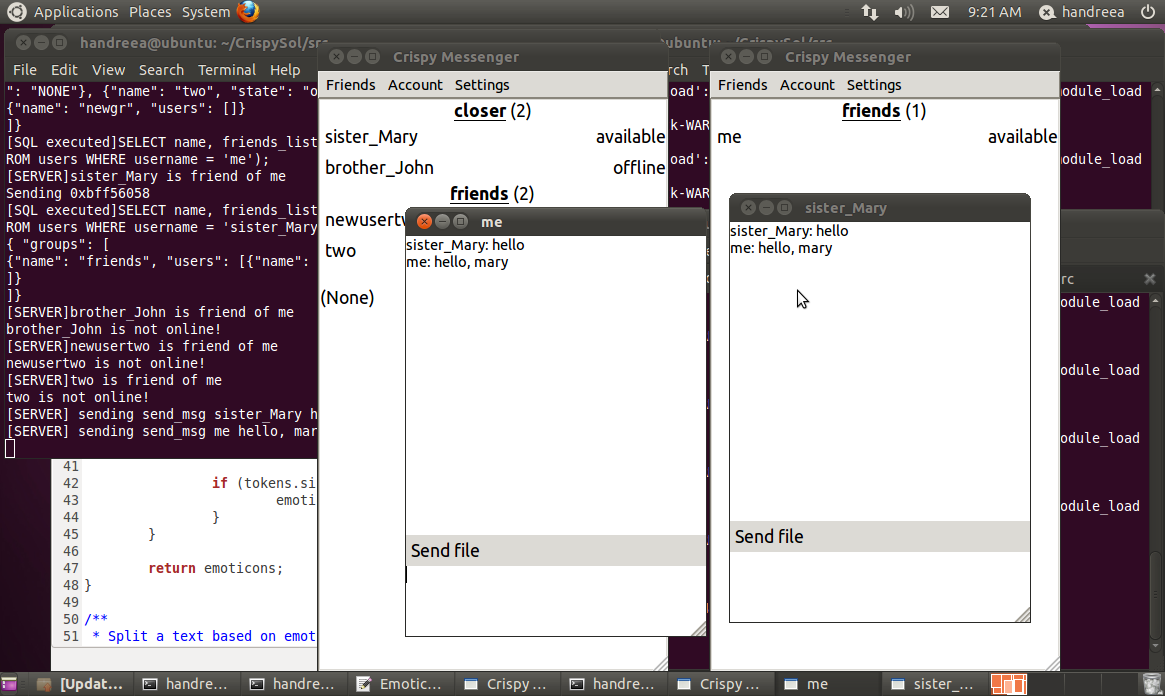 Applications Places System
9:21 AM handreea
handreea@ubuntu: ~/CrispySol/src
File Edit View Search Terminal Help
": "NONE"}, {"name": "two", "state": "o
{"name": "newgr", "users": []}
]}
[SQL executed]SELECT name, friends_list
ROM users WHERE username = 'me');
[SERVER]sister_Mary is friend of me
Sending 0xbff56058
[SQL executed]SELECT name, friends_list
ROM users WHERE username = 'sister_Mary
{ "groups": [
{"name": "friends", "users": [{"name":
]}
]}
[SERVER]brother_John is friend of me
brother_John is not online!
[SERVER]newusertwo is friend of me
newusertwo is not online!
[SERVER]two is friend of me
two is not online!
[SERVER] sending send_msg sister_Mary h
[SERVER] sending send_msg me hello, mar
41
42 if (tokens.si
43 emoti
44 }
45 }
46
47 return emoticons;
48 }
49
50 /**
51 * Split a text based on emot
Crispy Messenger
Friends Account Settings
closer (2)
sister_Mary available
brother_John offline
friends (2)
newusertw
two
(None)
me
sister_Mary: hello
me: hello, mary
Send file
Crispy Messenger
Friends Account Settings
friends (1)
me available
sister_Mary
sister_Mary: hello
me: hello, mary
Send file
rch T
oad':
k-WAR
oad':
k-WAR
odule_load
odule_load
rc
odule_load
odule_load
odule_load
odule_load
[Updat... handre... handre... Emotic... Crispy ... handre... Crispy ... me sister_...